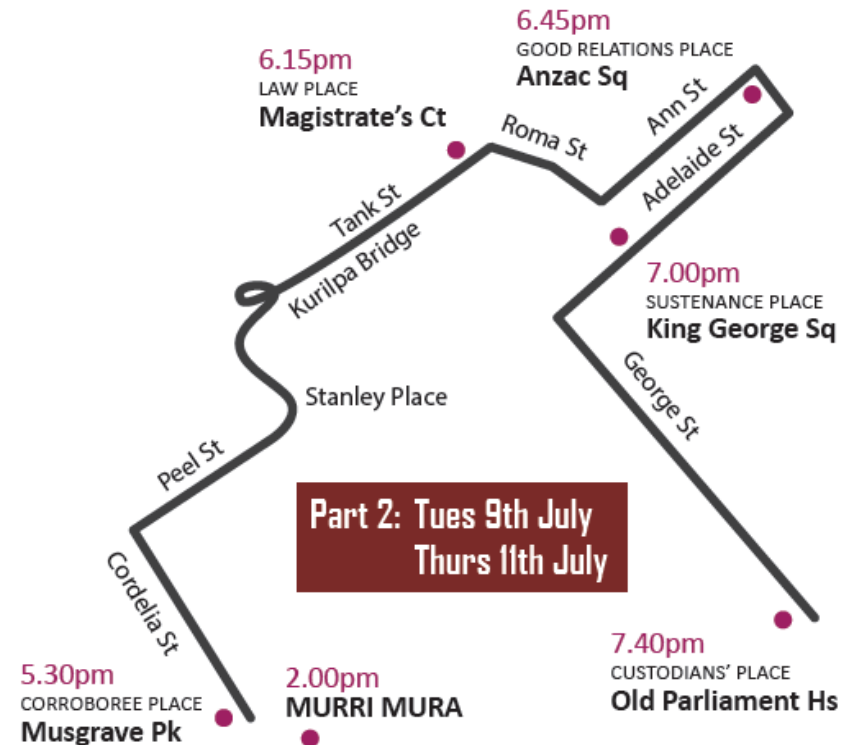 6.45pm
GOOD RELATIONS PLACE
Anzac Sq
6.15pm
LAW PLACE
Magistrate's Ct
Roma St
Ann St
Adelaide St
Tank St
Kurilpa Bridge
7.00pm
SUSTENANCE PLACE
King George Sq
George St
Stanley Place
Peel St
Part 2: Tues 9th July
Thurs 11th July
Cordelia St
7.40pm
CUSTODIANS' PLACE
Old Parliament Hs
5.30pm
CORROBOREE PLACE
Musgrave Pk
2.00pm
MURRI MURA